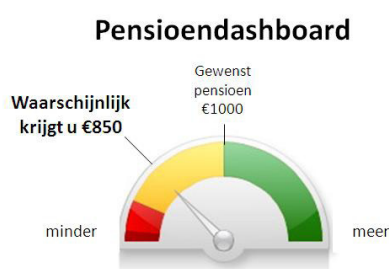 Pensioendashboard
Gewenst
pensioen
€1000
Waarschijnlijk
krijgt u €850
minder
meer